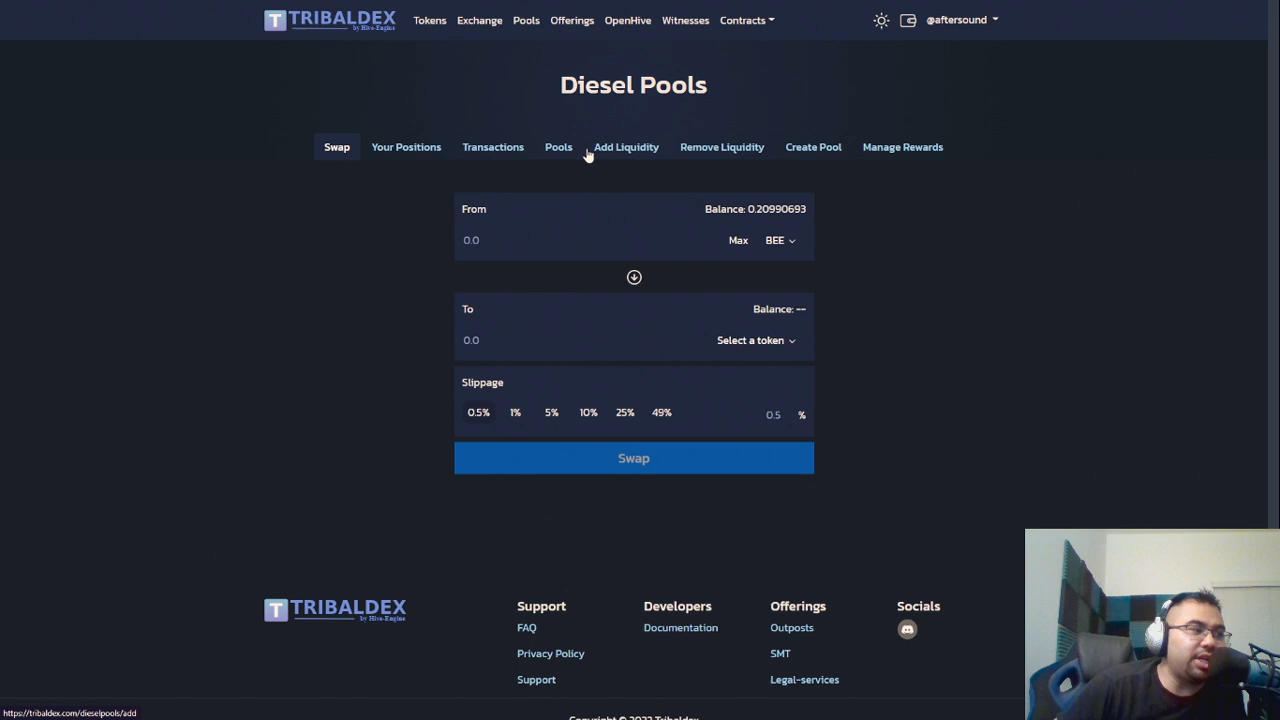 TRIBALDEX
by Hive-Engine
Tokens Exchange Pools Offerings OpenHive Witnesses Contracts @aftersound
Diesel Pools
Swap Your Positions Transactions Pools Add Liquidity Remove Liquidity Create Pool Manage Rewards
From Balance: 0.20990693
0.0 Max BEE
To Balance: --
0.0 Select a token
Slippage
0.5% 1% 5% 10% 25% 49% 0.5 %
Swap
TRIBALDEX
by Hive-Engine
Support Developers Offerings Socials
FAQ Documentation Outposts
Privacy Policy SMT
Support Legal-services
https://tribaldex.com/dieselpools/add
Copyright © 2022 Tribaldex